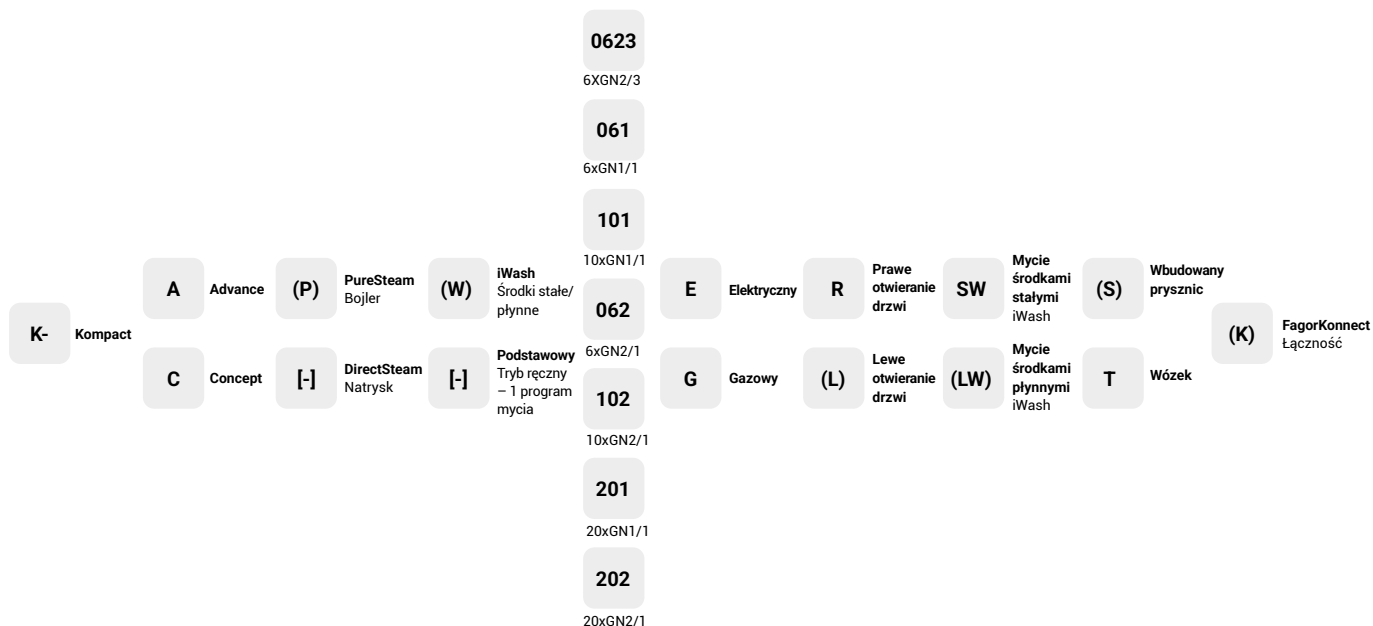 K-
Kompact
A
Advance
C
Concept
(P)
PureSteam
Bojler
[-]
DirectSteam
Natrysk
(W)
iWash
Środki stałe/
płynne
[-]
Podstawowy
Tryb ręczny
– 1 program
mycia
0623
6XGN2/3
061
6xGN1/1
101
10xGN1/1
062
6xGN2/1
102
10xGN2/1
201
20xGN1/1
202
20xGN2/1
E
Elektryczny
G
Gazowy
R
Prawe
otwieranie
drzwi
(L)
Lewe
otwieranie
drzwi
SW
Mycie
środkami
stałymi
iWash
(LW)
Mycie
środkami
płynnymi
iWash
(S)
Wbudowany
prysznic
T
Wózek
(K)
FagorKonnect
Łączność